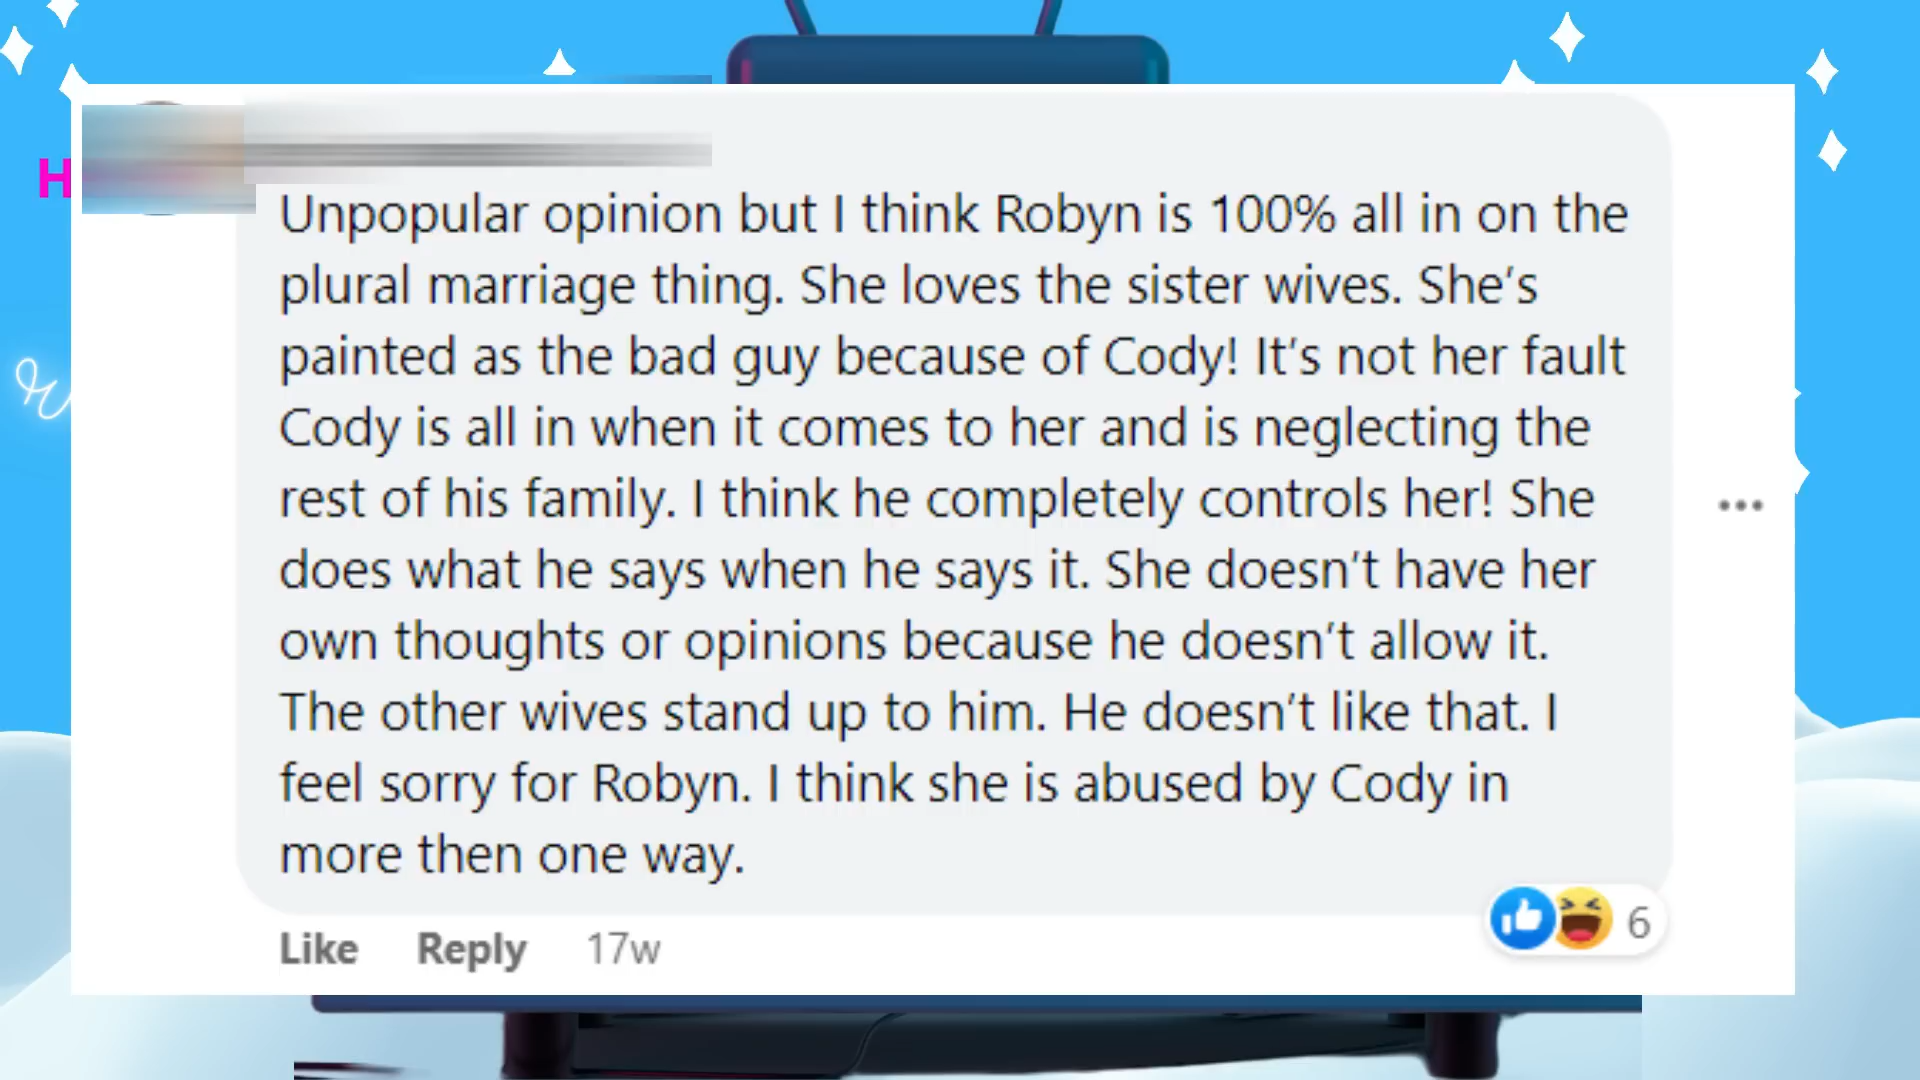 H
Unpopular opinion but I think Robyn is 100% all in on the
plural marriage thing. She loves the sister wives. She's
painted as the bad guy because of Cody! It's not her fault
Cody is all in when it comes to her and is neglecting the
rest of his family. I think he completely controls her! She
does what he says when he says it. She doesn't have her
own thoughts or opinions because he doesn't allow it.
The other wives stand up to him. He doesn't like that. I
feel sorry for Robyn. I think she is abused by Cody in
more then one way.
Like Reply 17w
6